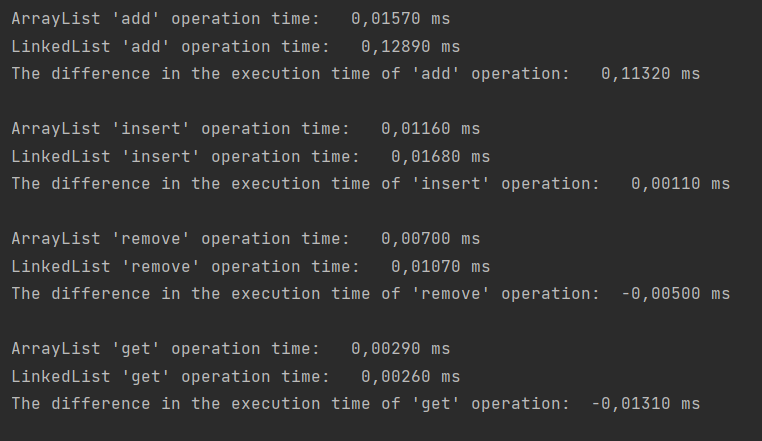 ArrayList 'add' operation time:   0,01570 ms
LinkedList 'add' operation time:   0,12890 ms
The difference in the execution time of 'add' operation:   0,11320 ms
ArrayList 'insert' operation time:   0,01160 ms
LinkedList 'insert' operation time:   0,01680 ms
The difference in the execution time of 'insert' operation:   0,00110 ms
ArrayList 'remove' operation time:   0,00700 ms
LinkedList 'remove' operation time:   0,01070 ms
The difference in the execution time of 'remove' operation:  -0,00500 ms
ArrayList 'get' operation time:   0,00290 ms
LinkedList 'get' operation time:   0,00260 ms
The difference in the execution time of 'get' operation:  -0,01310 ms